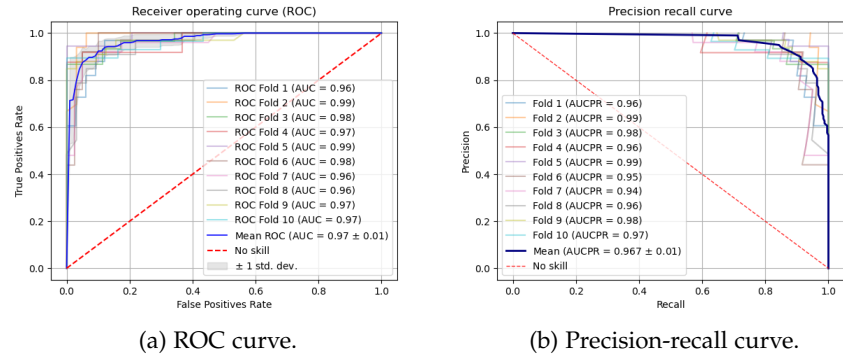 Receiver operating curve (ROC)
1.0
0.8
0.6
0.4
0.2
0.0
True Positives Rate
ROC Fold 1 (AUC = 0.96)
ROC Fold 2 (AUC = 0.99)
ROC Fold 3 (AUC = 0.98)
ROC Fold 4 (AUC = 0.97)
ROC Fold 5 (AUC = 0.99)
ROC Fold 6 (AUC = 0.98)
ROC Fold 7 (AUC = 0.96)
ROC Fold 8 (AUC = 0.96)
ROC Fold 9 (AUC = 0.97)
ROC Fold 10 (AUC = 0.97)
Mean ROC (AUC = 0.97 ± 0.01)
No skill
± 1 std. dev.
0.0 0.2 0.4 0.6 0.8 1.0
False Positives Rate
(a) ROC curve.
Precision recall curve
1.0
0.8
0.6
0.4
0.2
0.0
Precision
Fold 1 (AUCPR = 0.96)
Fold 2 (AUCPR = 0.99)
Fold 3 (AUCPR = 0.98)
Fold 4 (AUCPR = 0.96)
Fold 5 (AUCPR = 0.99)
Fold 6 (AUCPR = 0.95)
Fold 7 (AUCPR = 0.94)
Fold 8 (AUCPR = 0.96)
Fold 9 (AUCPR = 0.98)
Fold 10 (AUCPR = 0.97)
Mean (AUCPR = 0.967 ± 0.01)
No skill
0.0 0.2 0.4 0.6 0.8 1.0
Recall
(b) Precision-recall curve.